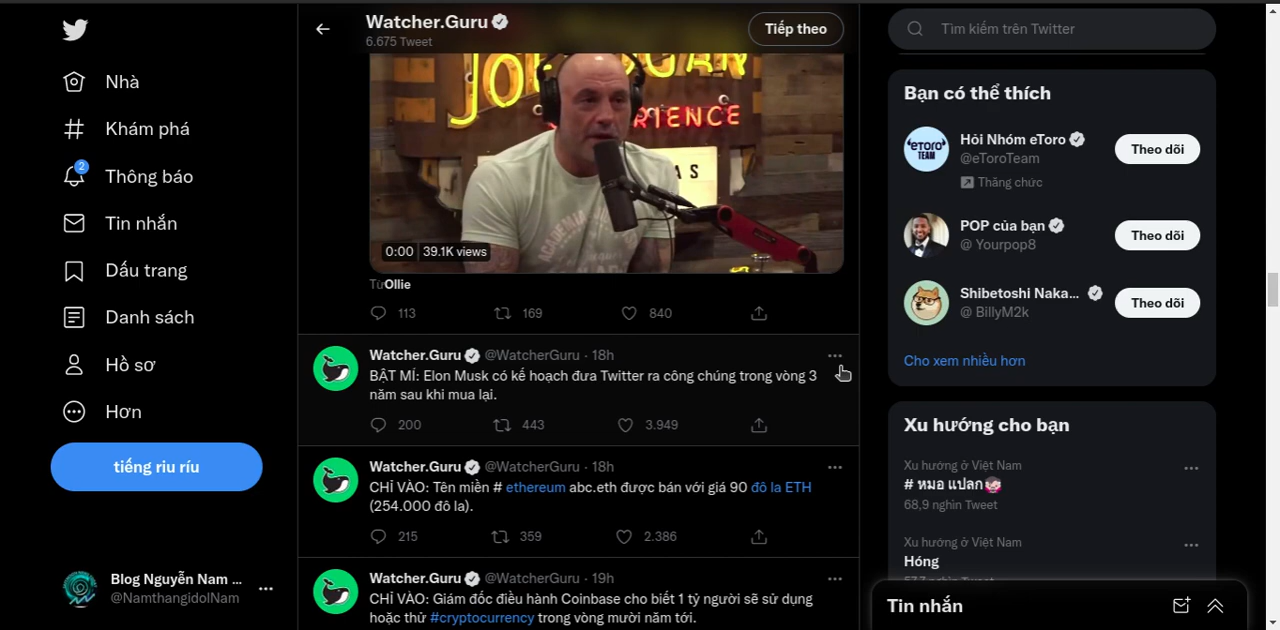 Nhà
Khám phá
2
Thông báo
Tin nhắn
Dấu trang
Danh sách
Hồ sơ
Hơn
tiếng riu ríu
Blog Nguyễn Nam ...
@NamthangidolNam
Watcher.Guru
6.675 Tweet
Tiếp theo
RIENCE
A S
0:00 39.1K views
TừOllie
113 169 840
Watcher.Guru @WatcherGuru · 18h
BẬT MÍ: Elon Musk có kế hoạch đưa Twitter ra công chúng trong vòng 3
năm sau khi mua lại.
200 443 3.949
Watcher.Guru @WatcherGuru · 18h
CHỈ VÀO: Tên miền # ethereum abc.eth được bán với giá 90 đô la ETH
(254.000 đô la).
215 359 2.386
Watcher.Guru @WatcherGuru · 19h
CHỈ VÀO: Giám đốc điều hành Coinbase cho biết 1 tỷ người sẽ sử dụng
hoặc thử #cryptocurrency trong vòng mười năm tới.
Tìm kiếm trên Twitter
Bạn có thể thích
eToro TEAM
Hỏi Nhóm eToro
@eToroTeam
Theo dõi
Thăng chức
POP của bạn
@ Yourpop8
Theo dõi
Shibetoshi Naka...
@ BillyM2k
Theo dõi
Cho xem nhiều hơn
Xu hướng cho bạn
Xu hướng ở Việt Nam
# หมอ แปลก
68,9 nghìn Tweet
Xu hướng ở Việt Nam
Hóng
Tin nhắn